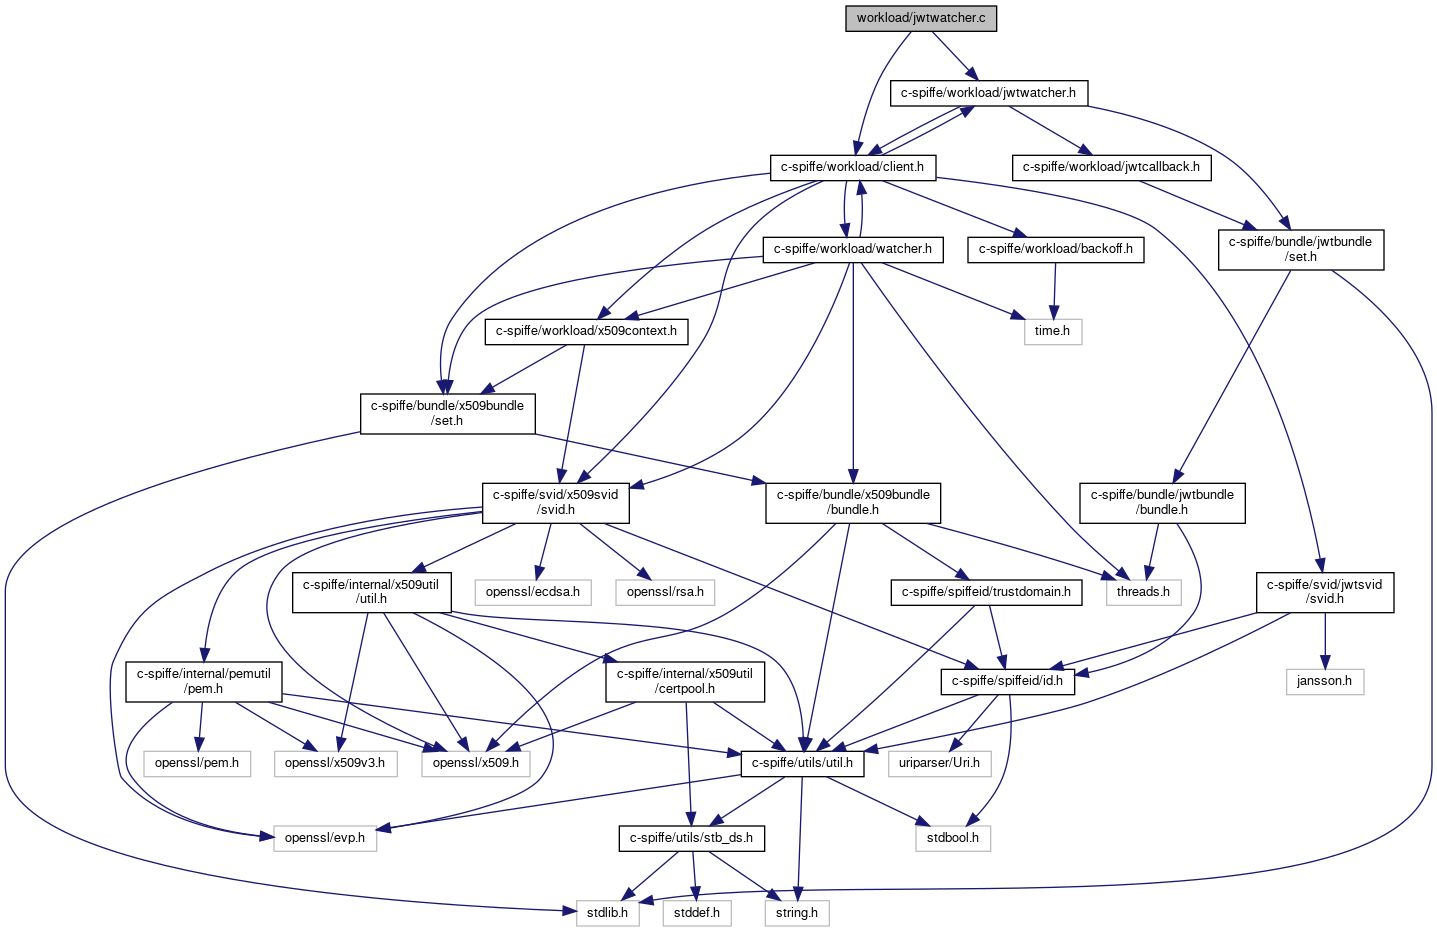 workload/jwtwatcher.c
c-spiffe/workload/jwtwatcher.h
c-spiffe/workload/client.h
c-spiffe/workload/jwtcallback.h
c-spiffe/workload/watcher.h
c-spiffe/workload/backoff.h
c-spiffe/bundle/jwtbundle
/set.h
c-spiffe/workload/x509context.h
time.h
c-spiffe/bundle/x509bundle
/set.h
c-spiffe/svid/x509svid
/svid.h
c-spiffe/bundle/x509bundle
/bundle.h
c-spiffe/bundle/jwtbundle
/bundle.h
c-spiffe/internal/x509util
/util.h
openssl/ecdsa.h
openssl/rsa.h
c-spiffe/spiffeid/trustdomain.h
threads.h
c-spiffe/svid/jwtsvid
/svid.h
c-spiffe/internal/pemutil
/pem.h
c-spiffe/internal/x509util
/certpool.h
c-spiffe/spiffeid/id.h
jansson.h
openssl/pem.h
openssl/x509v3.h
openssl/x509.h
c-spiffe/utils/util.h
uriparser/Uri.h
openssl/evp.h
c-spiffe/utils/stb_ds.h
stdbool.h
stdlib.h
stddef.h
string.h